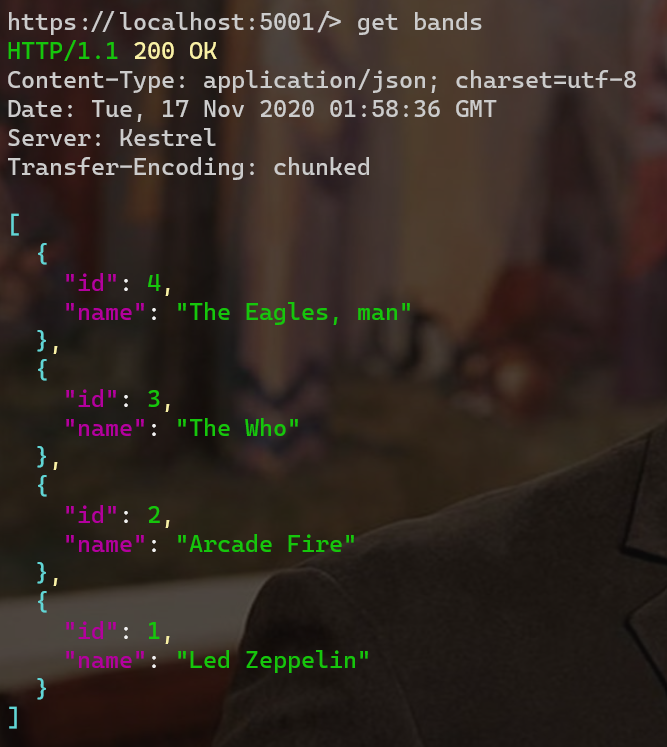 https://localhost:5001/> get bands
HTTP/1.1 200 OK
Content-Type: application/json; charset=utf-8
Date: Tue, 17 Nov 2020 01:58:36 GMT
Server: Kestrel
Transfer-Encoding: chunked

[
  {
    "id": 4,
    "name": "The Eagles, man"
  },
  {
    "id": 3,
    "name": "The Who"
  },
  {
    "id": 2,
    "name": "Arcade Fire"
  },
  {
    "id": 1,
    "name": "Led Zeppelin"
  }
]